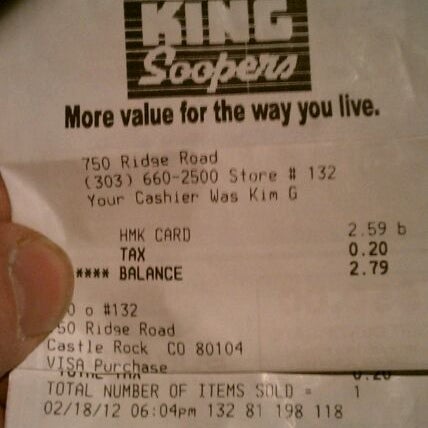 KING
Soopers
More value for the way you live.
750 Ridge Road
(303) 660-2500 Store # 132
Your Cashier Was Kim G
HMK CARD 2.59 b
TAX 0.20
**** BALANCE 2.79
0 o #132
50 Ridge Road
Castle Rock CO 80104
VISA Purchase
TOTAL NUMBER OF ITEMS SOLD = 1
02/18/12 06:04pm 132 81 198 118